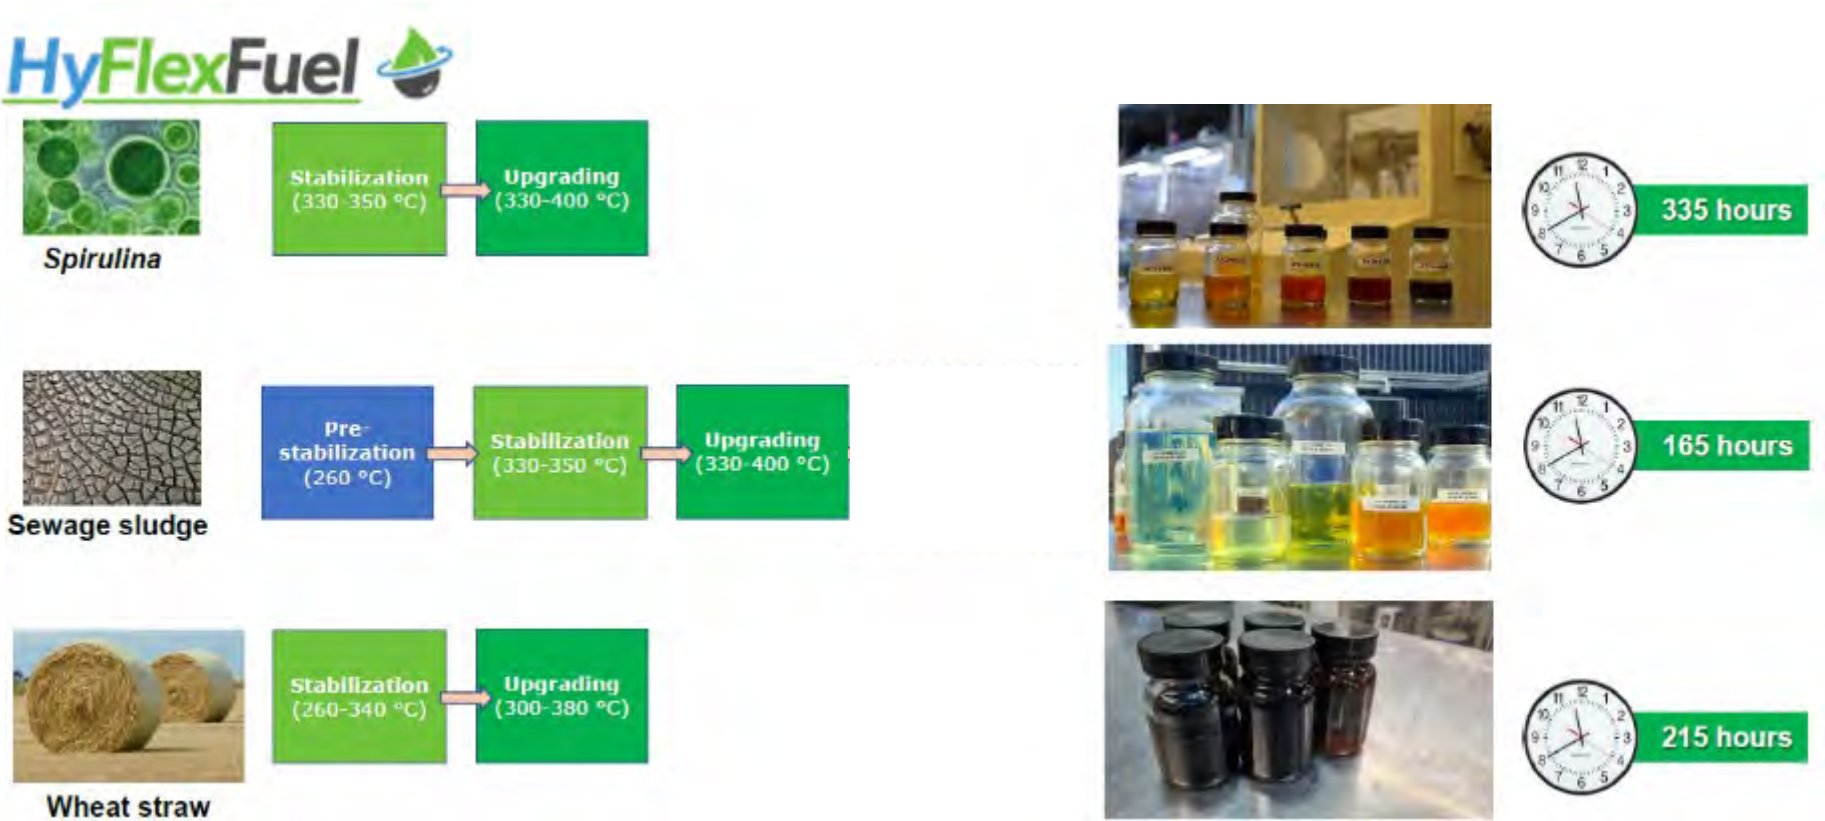 HyFlexFuel
Spirulina
Stabilization
(330-350 °C)
Upgrading
(330-400 °C)
335 hours
Sewage sludge
Pre-
stabilization
(260 °C)
Stabilization
(330-350 °C)
Upgrading
(330-400 °C)
165 hours
Wheat straw
Stabilization
(260-340 °C)
Upgrading
(300-380 °C)
215 hours